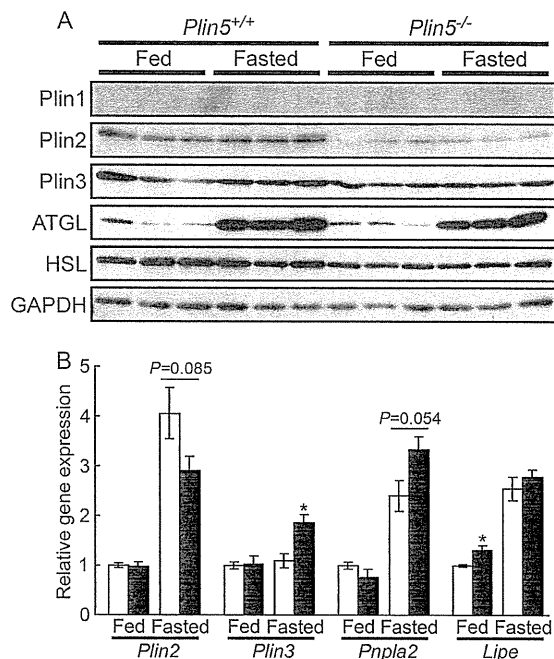 A
Plin5+/+ Plin5-/-
Fed Fasted Fed Fasted
Plin1
Plin2
Plin3
ATGL
HSL
GAPDH
B
Relative gene expression
5
4
3
2
1
0
P=0.085
*
P=0.054
*
Fed Fasted Fed Fasted Fed Fasted Fed Fasted
Plin2 Plin3 Pnpla2 Lipe